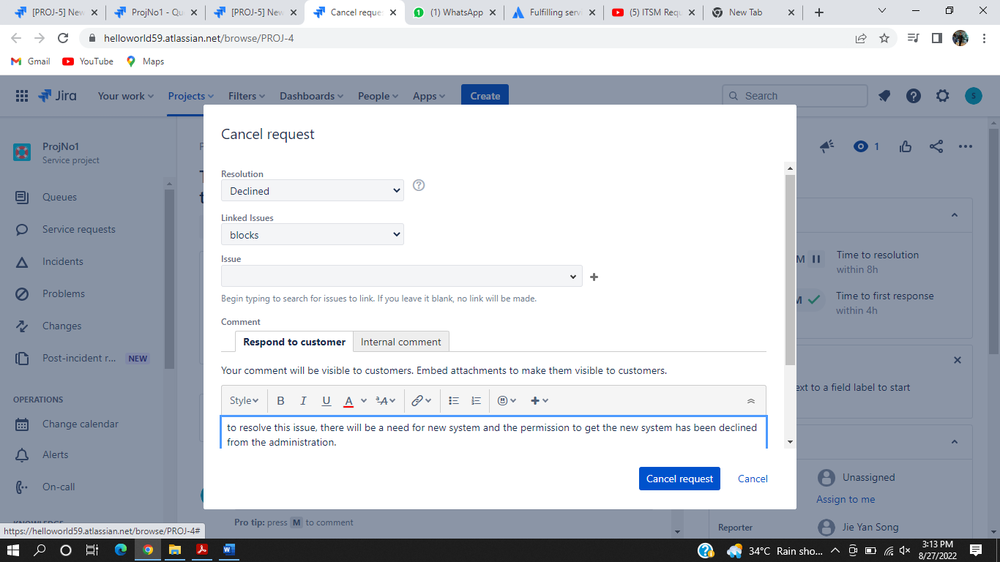 [PROJ-5] New
ProjNo1 - Qu
[PROJ-5] New
Cancel reque
(1) WhatsApp
Fulfilling serv
(5) ITSM Requ
New Tab
helloworld59.atlassian.net/browse/PROJ-4
Gmail YouTube Maps
Jira Your work Projects Filters Dashboards People Apps Create Search S
Cancel request
ProjNo1
Service project
1
Queues
Service requests
Incidents
Problems
Changes
Post-incident r... NEW
OPERATIONS
Change calendar
Alerts
On-call
Resolution
Declined
Linked Issues
blocks
Issue
Begin typing to search for issues to link. If you leave it blank, no link will be made.
Comment
Respond to customer Internal comment
Your comment will be visible to customers. Embed attachments to make them visible to customers.
Style B I U A ªA
to resolve this issue, there will be a need for new system and the permission to get the new system has been declined
from the administration.
Cancel request Cancel
M Time to resolution
within 8h
M Time to first response
within 4h
ext to a field label to start
Unassigned
Assign to me
Reporter Jie Yan Song
Pro tip: press M to comment
https://helloworld59.atlassian.net/browse/PROJ-4#
34°C Rain sho...
3:13 PM
8/27/2022